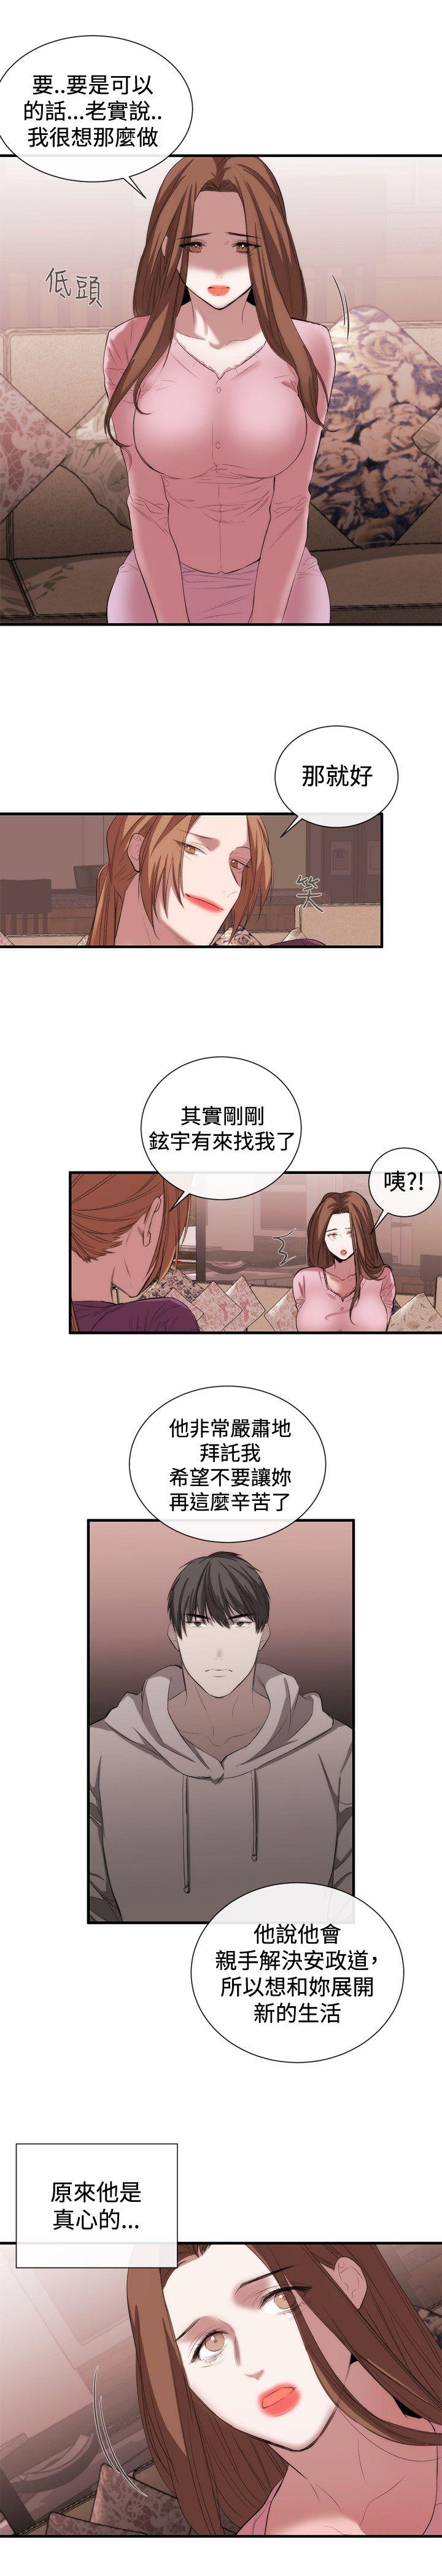 要..要是可以
的話...老實說..
我很想那麼做
低頭
那就好
笑
其實剛剛
鉉宇有來找我了
咦?!
他非常嚴肅地
拜託我
希望不要讓妳
再這麼辛苦了
他說他會
親手解決安政道,
所以想和妳展開
新的生活
原來他是
真心的...